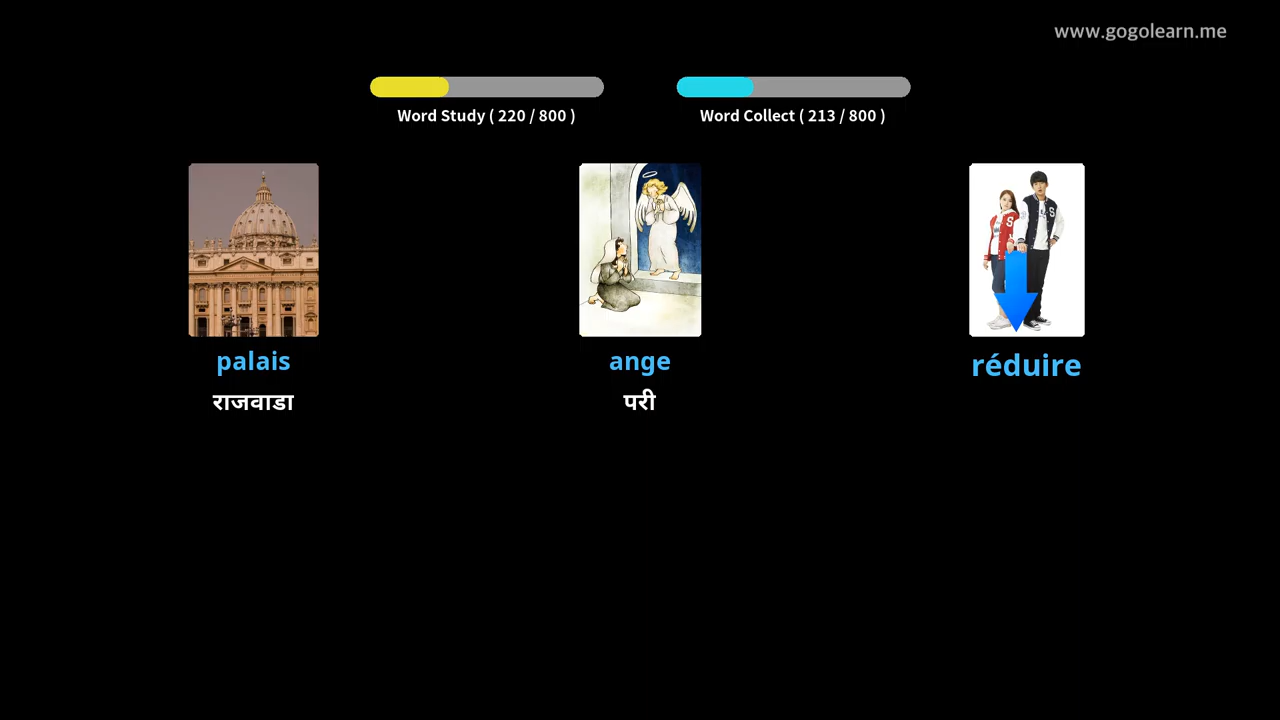 www.gogolearn.me
Word Study ( 220 / 800 )
Word Collect ( 213 / 800 )
palais
ange
réduire
राजवाडा
परी